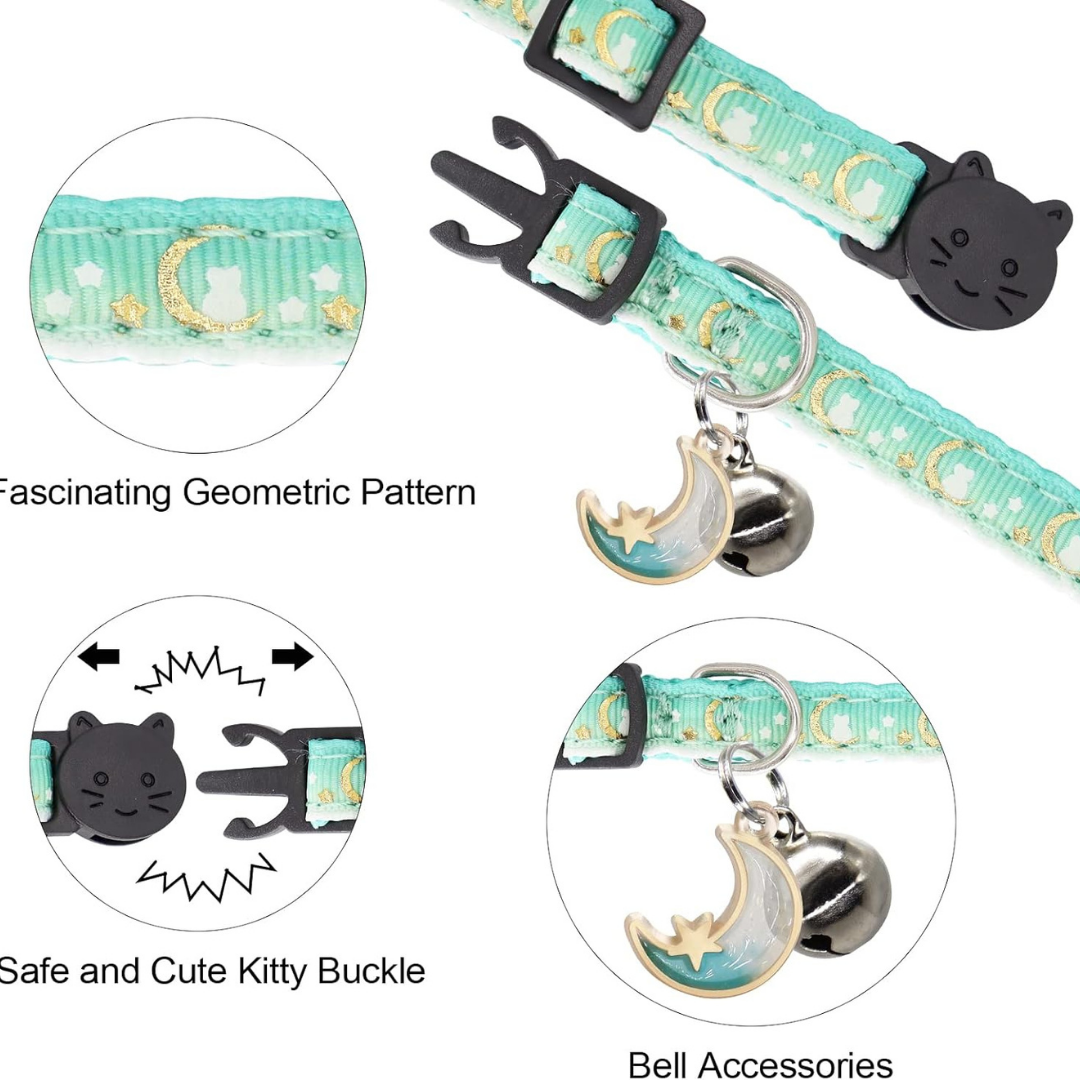 Fascinating Geometric Pattern
Safe and Cute Kitty Buckle
Bell Accessories